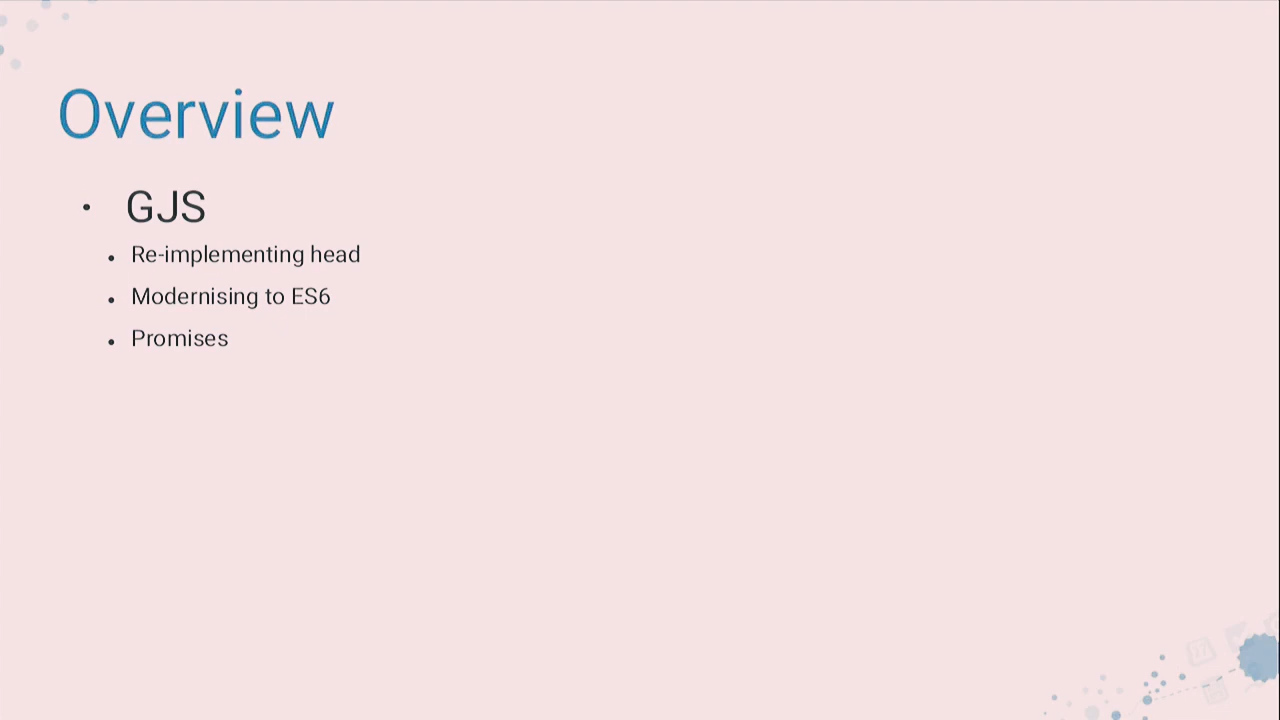 Overview
• GJS
• Re-implementing head
• Modernising to ES6
• Promises